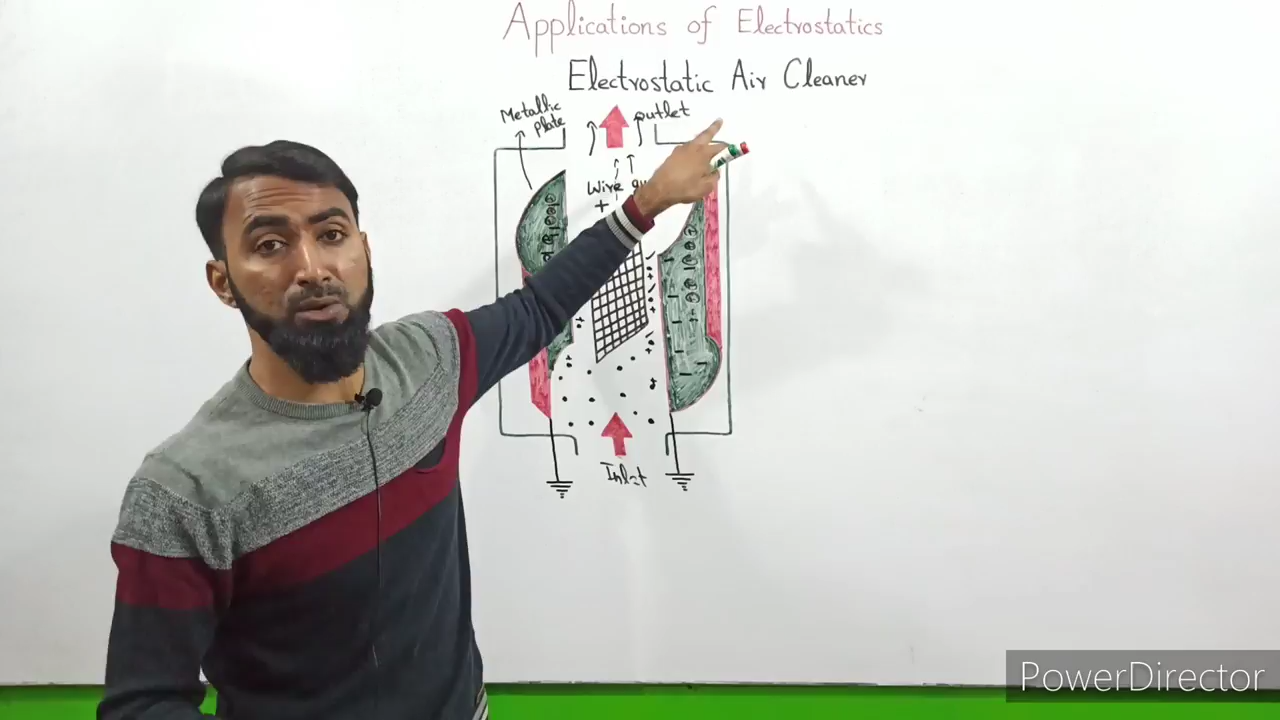 Applications of Electrostatics
Electrostatic Air Cleaner
Metallic
plate
outlet
Wire
+
Inlet
PowerDirector